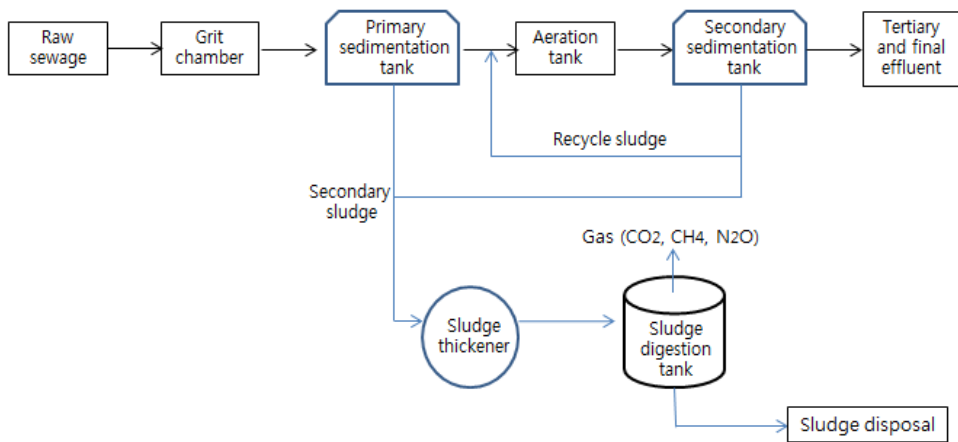 Raw
sewage
Grit
chamber
Primary
sedimentation
tank
Aeration
tank
Secondary
sedimentation
tank
Tertiary
and final
effluent
Recycle sludge
Secondary
sludge
Gas (CO2, CH4, N2O)
Sludge
thickener
Sludge
digestion
tank
Sludge disposal